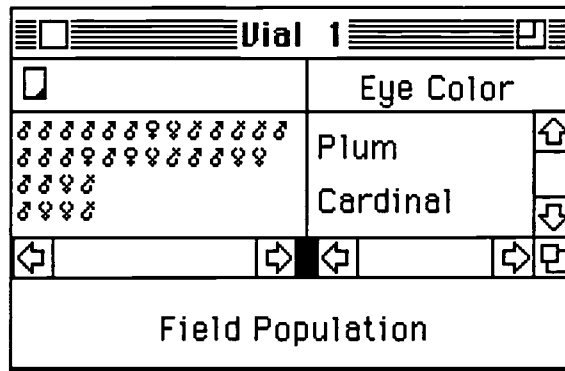 Vial 1
Eye Color
Plum
Cardinal
Field Population